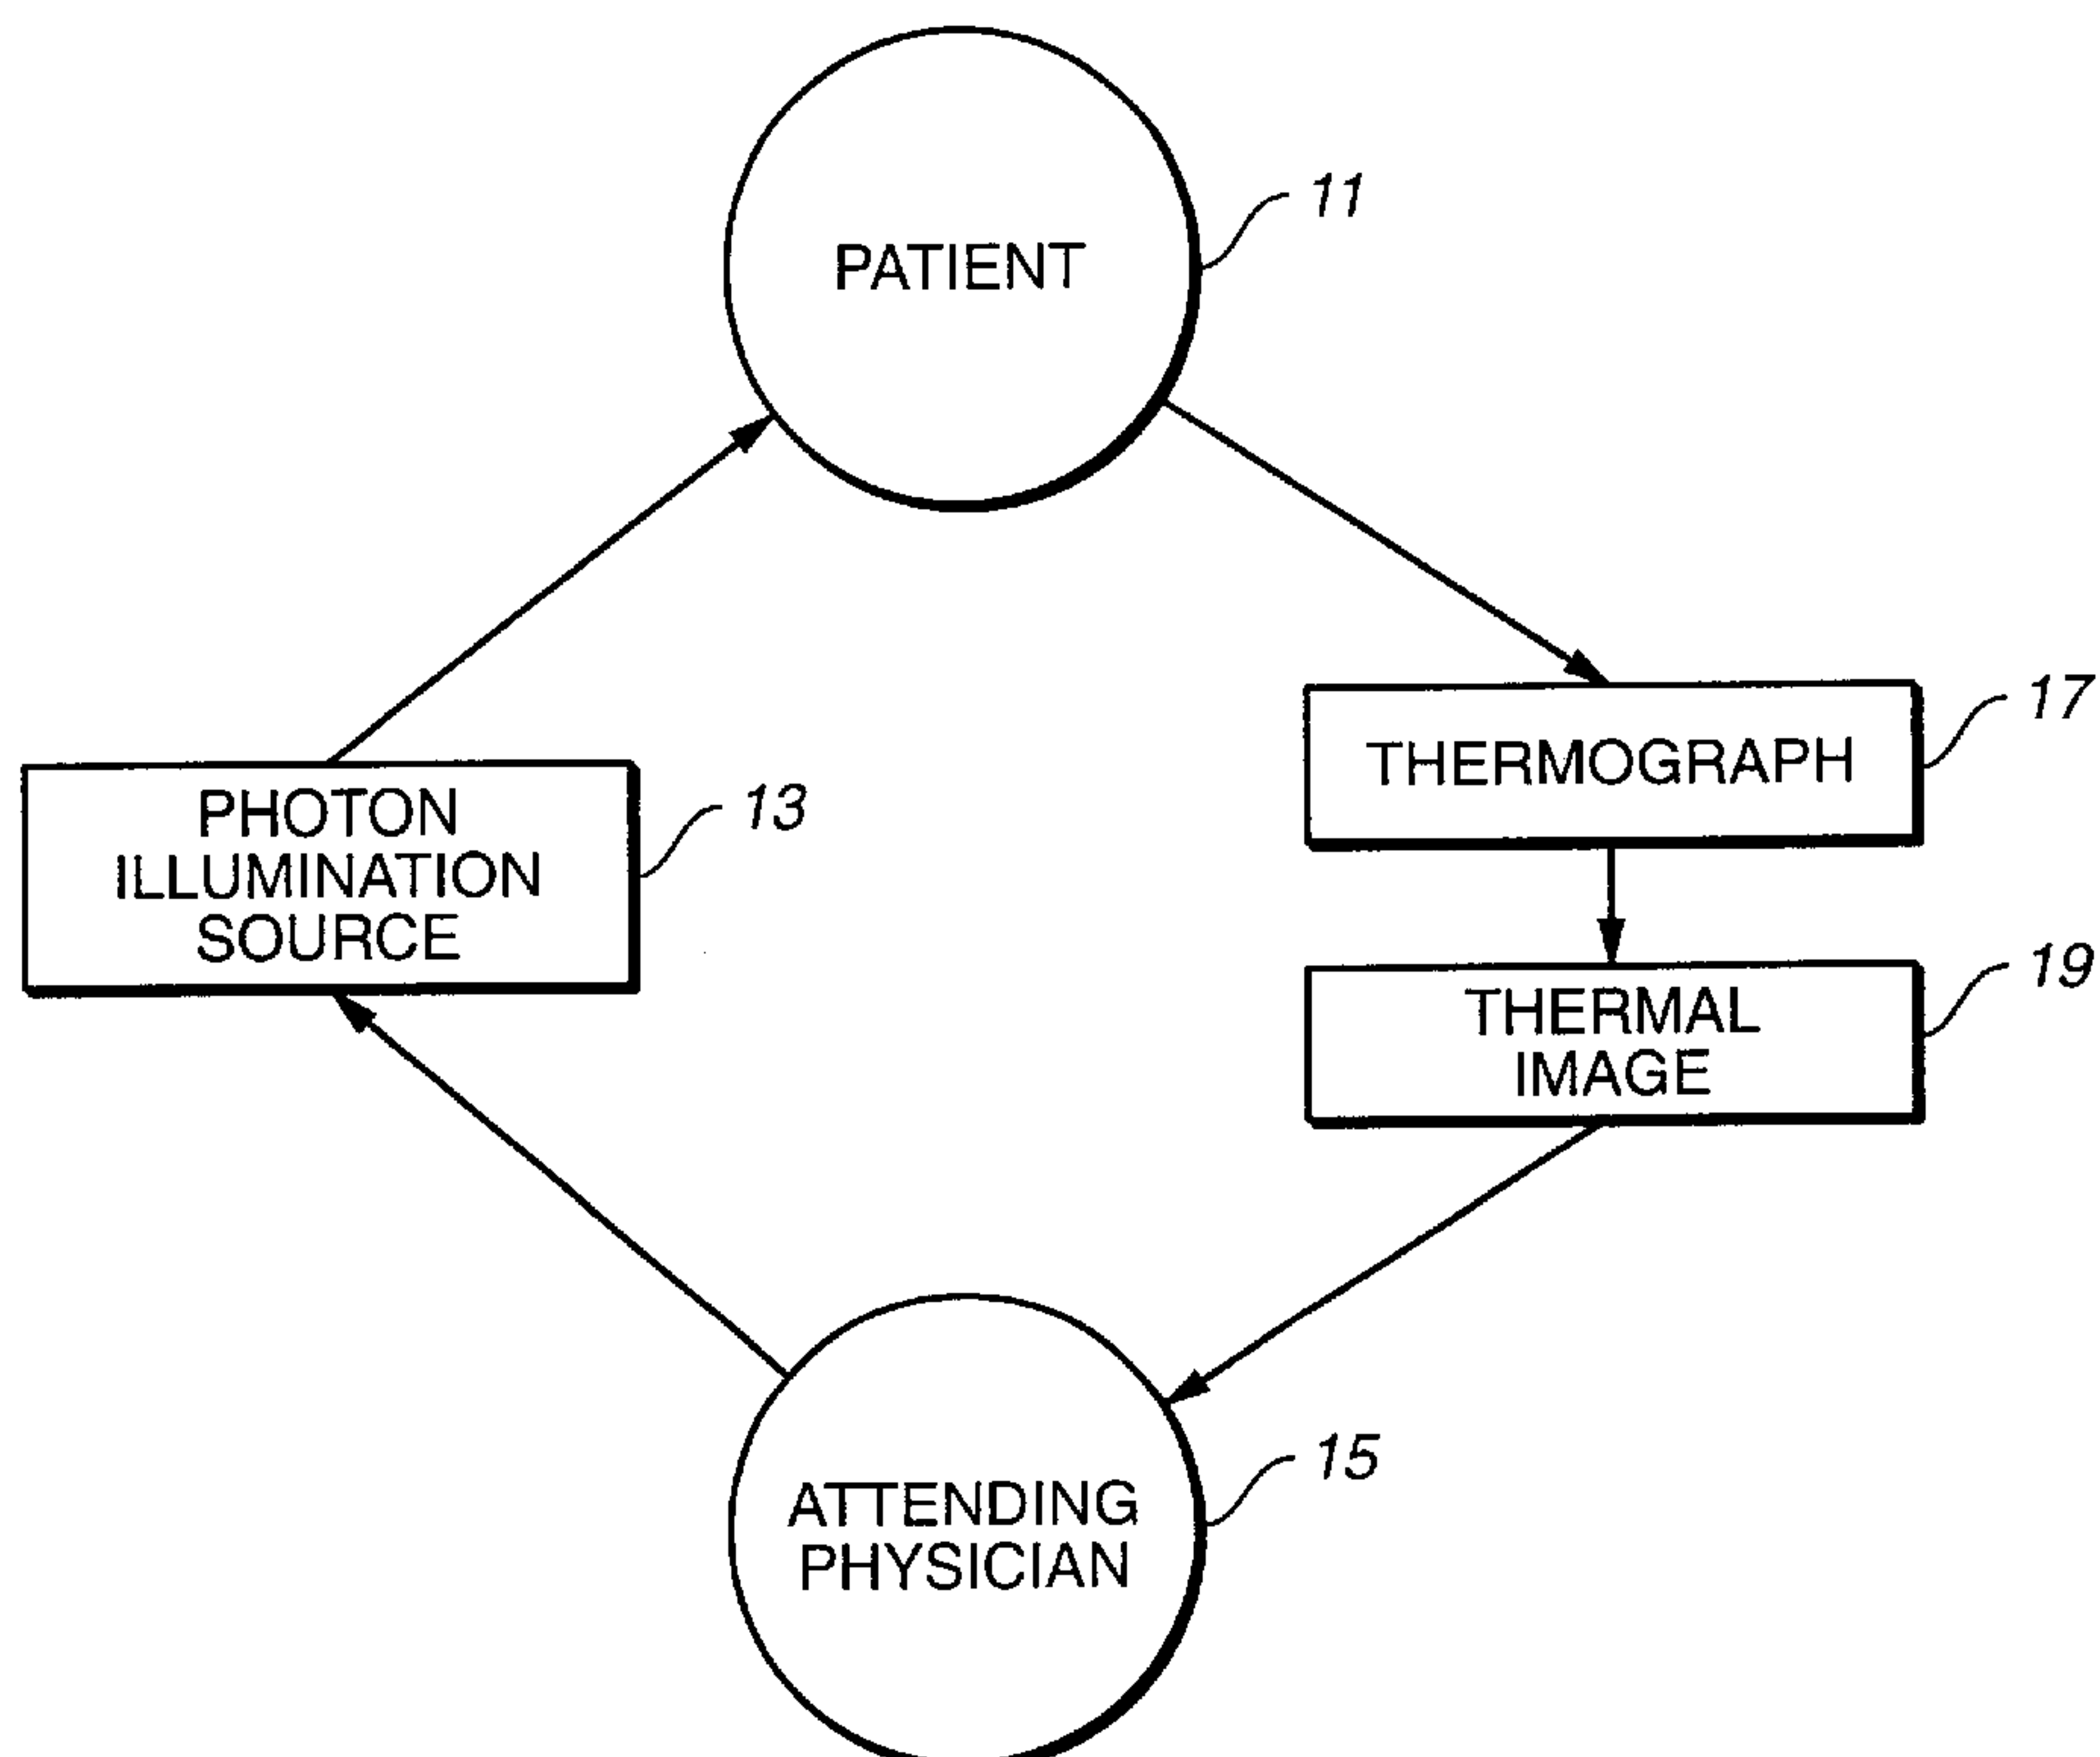 PATIENT
11
THERMOGRAPH
17
PHOTON
ILLUMINATION
SOURCE
13
THERMAL
IMAGE
19
ATTENDING
PHYSICIAN
15